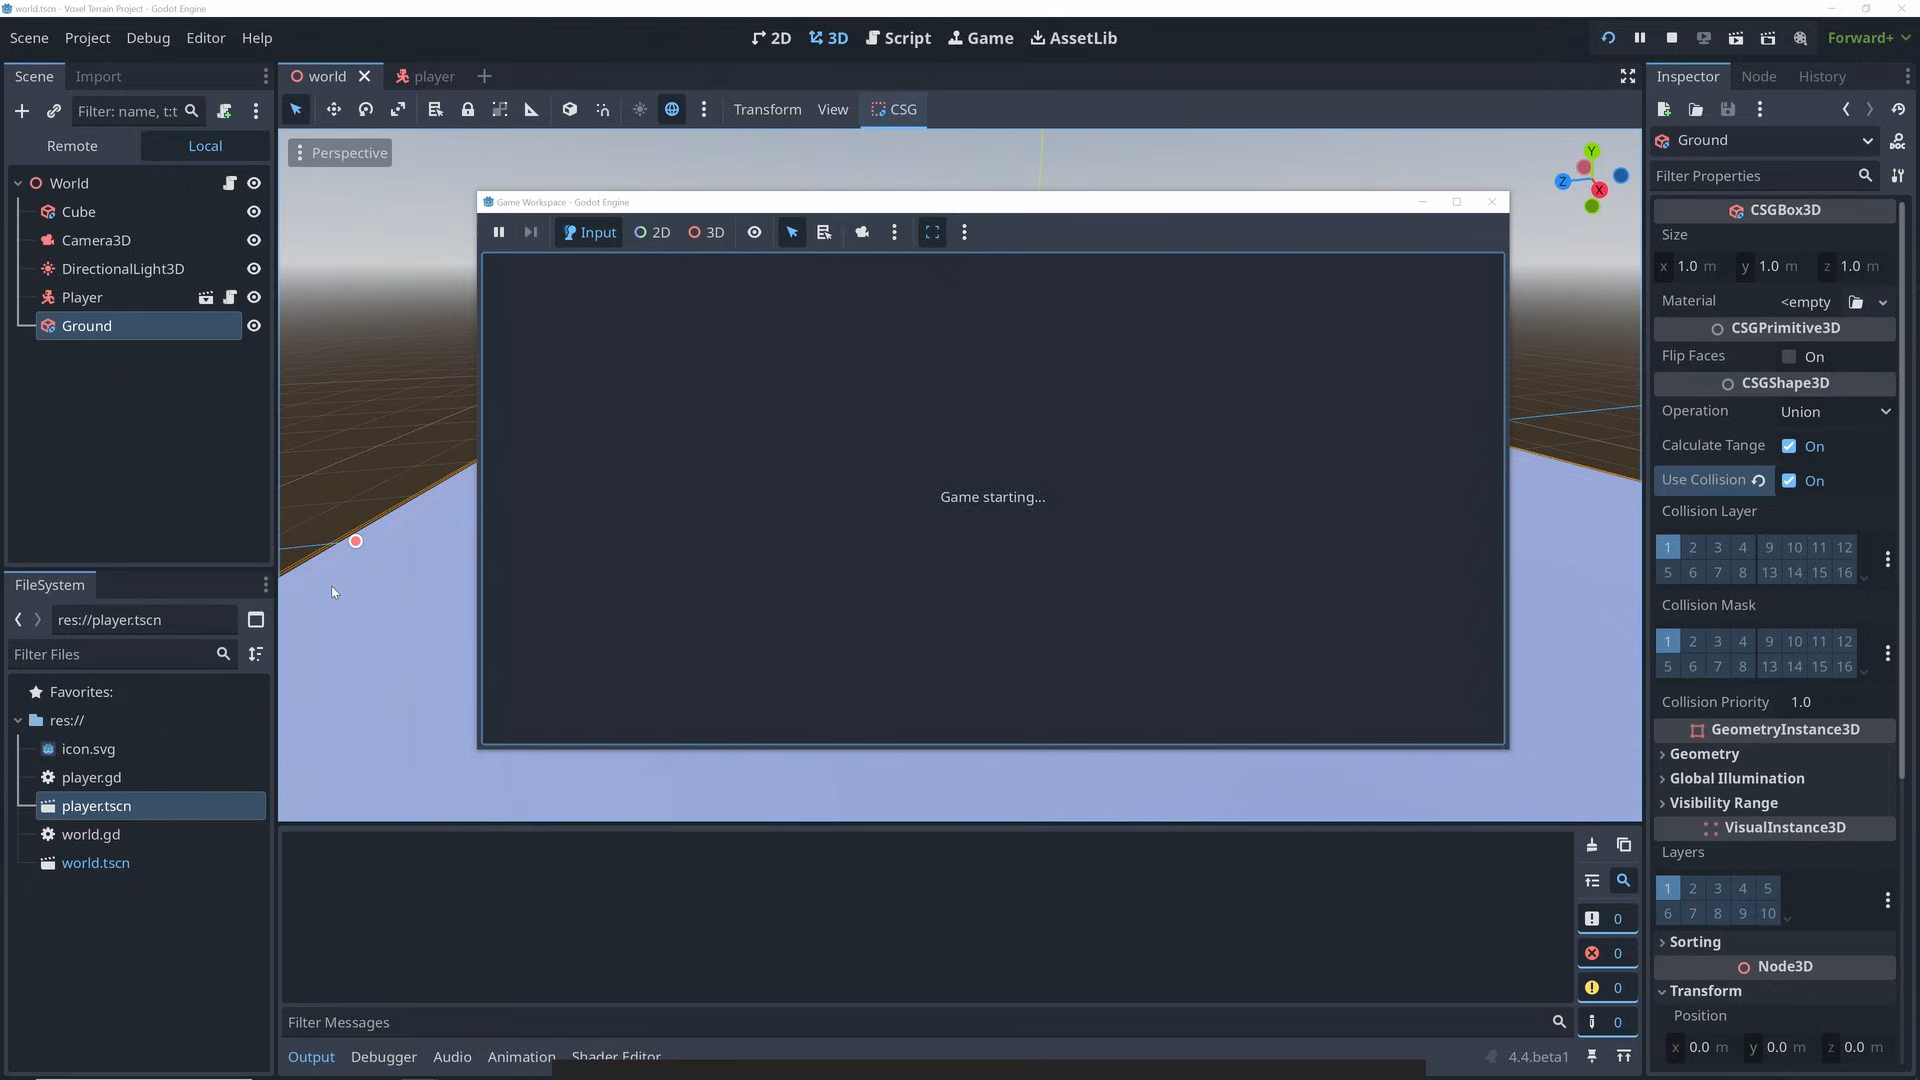 world.tscn - Voxel Terrain Project - Godot Engine
Scene Project Debug Editor Help
2D 3D Script Game AssetLib
Forward+
Scene Import
world player
Inspector Node History
Filter: name, t:t
Transform View CSG
Remote Local
Perspective
Ground
Filter Properties
World
Cube
Camera3D
DirectionalLight3D
Player
Ground
Y
Z
X
Game Workspace - Godot Engine
Input 2D 3D
Game starting...
CSGBox3D
Size
x 1.0 m y 1.0 m z 1.0 m
Material <empty
CSGPrimitive3D
Flip Faces On
CSGShape3D
Operation Union
Calculate Tange On
Use Collision On
Collision Layer
1 2 3 4 9 10 11 12
5 6 7 8 13 14 15 16
Collision Mask
1 2 3 4 9 10 11 12
5 6 7 8 13 14 15 16
Collision Priority 1.0
GeometryInstance3D
Geometry
Global Illumination
Visibility Range
VisualInstance3D
Layers
1 2 3 4 5
6 7 8 9 10
Sorting
Node3D
Transform
Position
x 0.0 m y 0.0 m z 0.0 m
FileSystem
res://player.tscn
Filter Files
Favorites:
res://
icon.svg
player.gd
player.tscn
world.gd
world.tscn
0
0
0
0
Filter Messages
Output Debugger Audio Animation Shader Editor
4.4.beta1